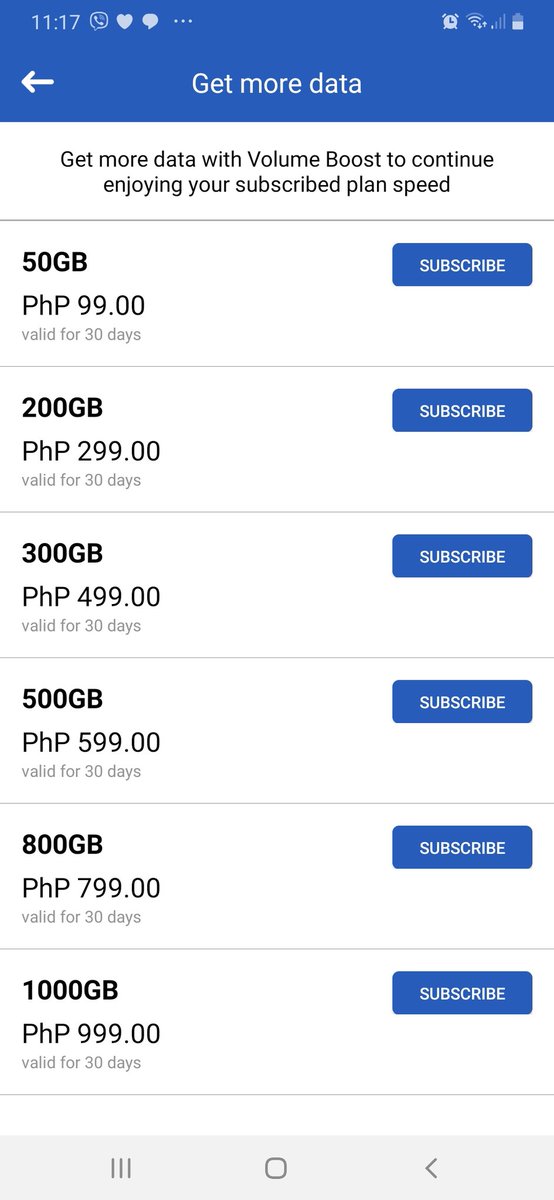 11:17
Get more data
Get more data with Volume Boost to continue
enjoying your subscribed plan speed
50GB
SUBSCRIBE
PhP 99.00
valid for 30 days
200GB
SUBSCRIBE
PhP 299.00
valid for 30 days
300GB
SUBSCRIBE
PhP 499.00
valid for 30 days
500GB
SUBSCRIBE
PhP 599.00
valid for 30 days
800GB
SUBSCRIBE
PhP 799.00
valid for 30 days
1000GB
SUBSCRIBE
PhP 999.00
valid for 30 days